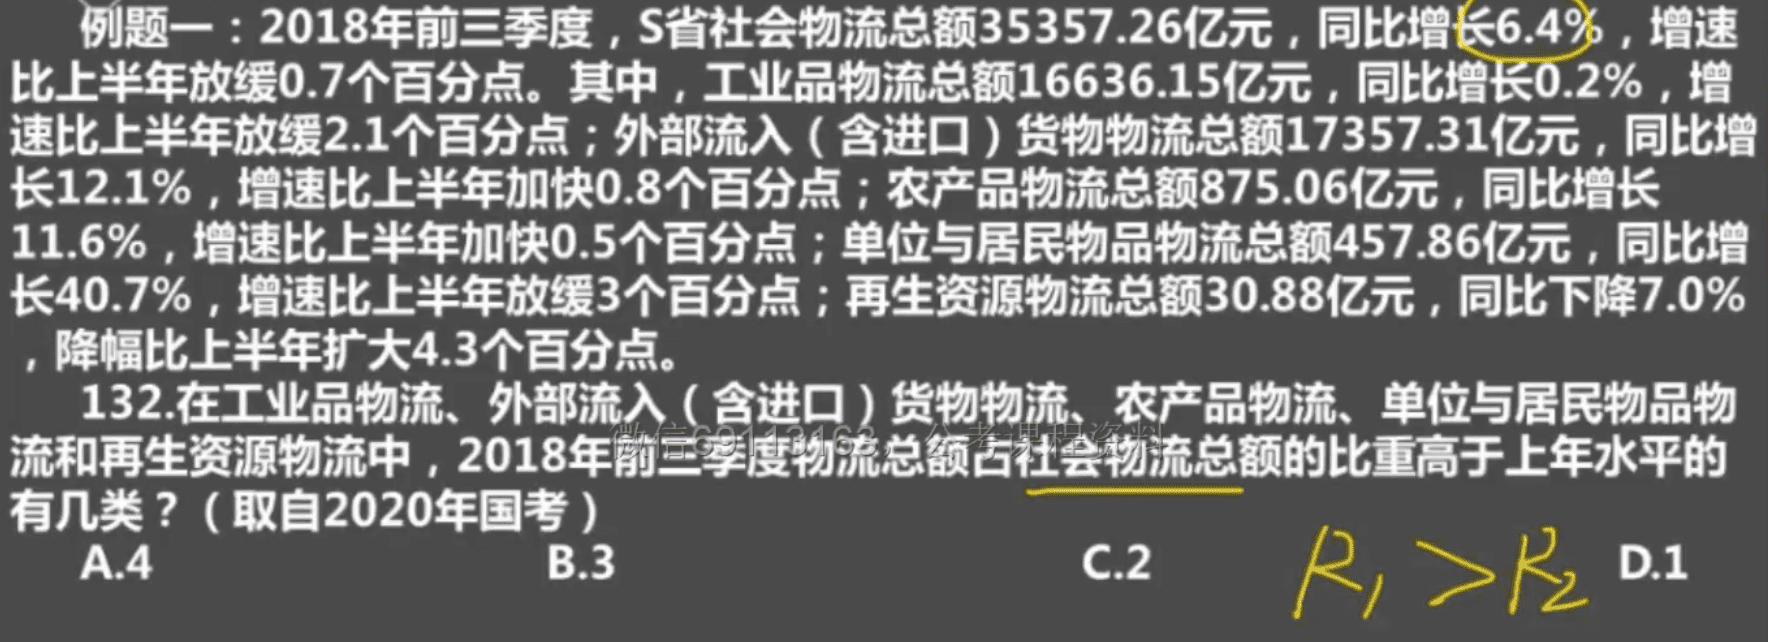 例题一：2018年前三季度，S省社会物流总额35357.26亿元，同比增长6.4%，增速
比上半年放缓0.7个百分点。其中，工业品物流总额16636.15亿元，同比增长0.2%，增
速比上半年放缓2.1个百分点；外部流入（含进口）货物物流总额17357.31亿元，同比增
长12.1%，增速比上半年加快0.8个百分点；农产品物流总额875.06亿元，同比增长
11.6%，增速比上半年加快0.5个百分点；单位与居民物品物流总额457.86亿元，同比增
长40.7%，增速比上半年放缓3个百分点；再生资源物流总额30.88亿元，同比下降7.0%
，降幅比上半年扩大4.3个百分点。
132.在工业品物流、外部流入（含进口）货物物流、农产品物流、单位与居民物品物
微信69113163，公考课程资料
流和再生资源物流中，2018年前三季度物流总额占社会物流总额的比重高于上年水平的
有几类？（取自2020年国考）
A.4 B.3 C.2 D.1
R₁＞R₂